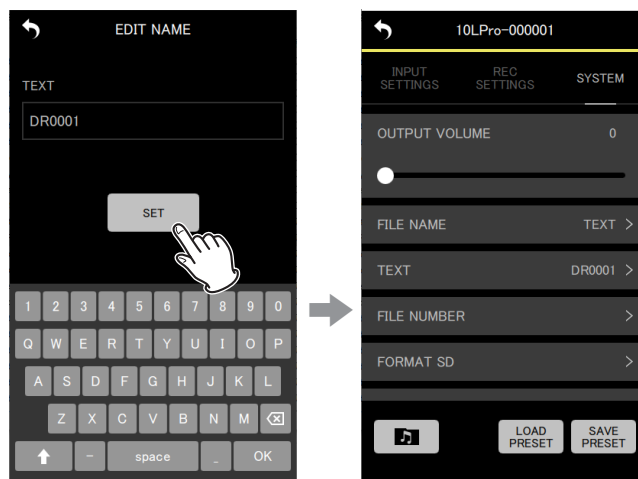 EDIT NAME
TEXT
DR0001
SET
1 2 3 4 5 6 7 8 9 0
Q W E R T Y U I O P
A S D F G H J K L
Z X C V B N M
- space _ OK
10LPro-000001
INPUT SETTINGS
REC SETTINGS
SYSTEM
OUTPUT VOLUME 0
FILE NAME TEXT >
TEXT DR0001 >
FILE NUMBER >
FORMAT SD >
LOAD PRESET
SAVE PRESET